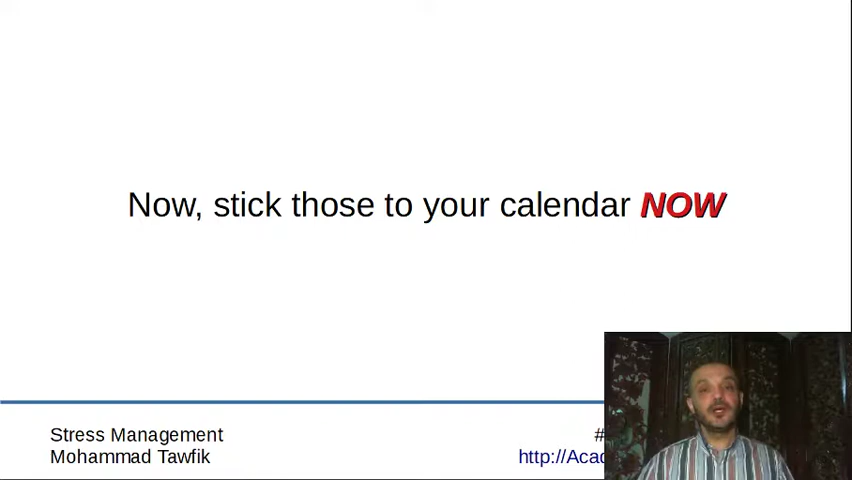 Now, stick those to your calendar NOW
Stress Management
#
Mohammad Tawfik
http://Acad